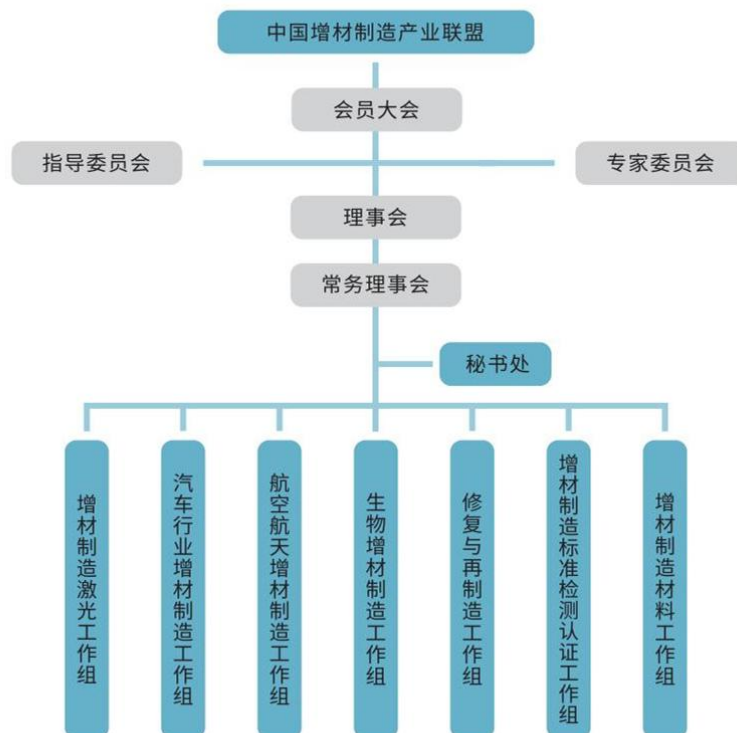 中国增材制造产业联盟
会员大会
指导委员会
专家委员会
理事会
常务理事会
秘书处
增材制造激光工作组
汽车行业增材制造工作组
航空航天增材制造工作组
生物增材制造工作组
修复与再制造工作组
增材制造标准检测认证工作组
增材制造材料工作组